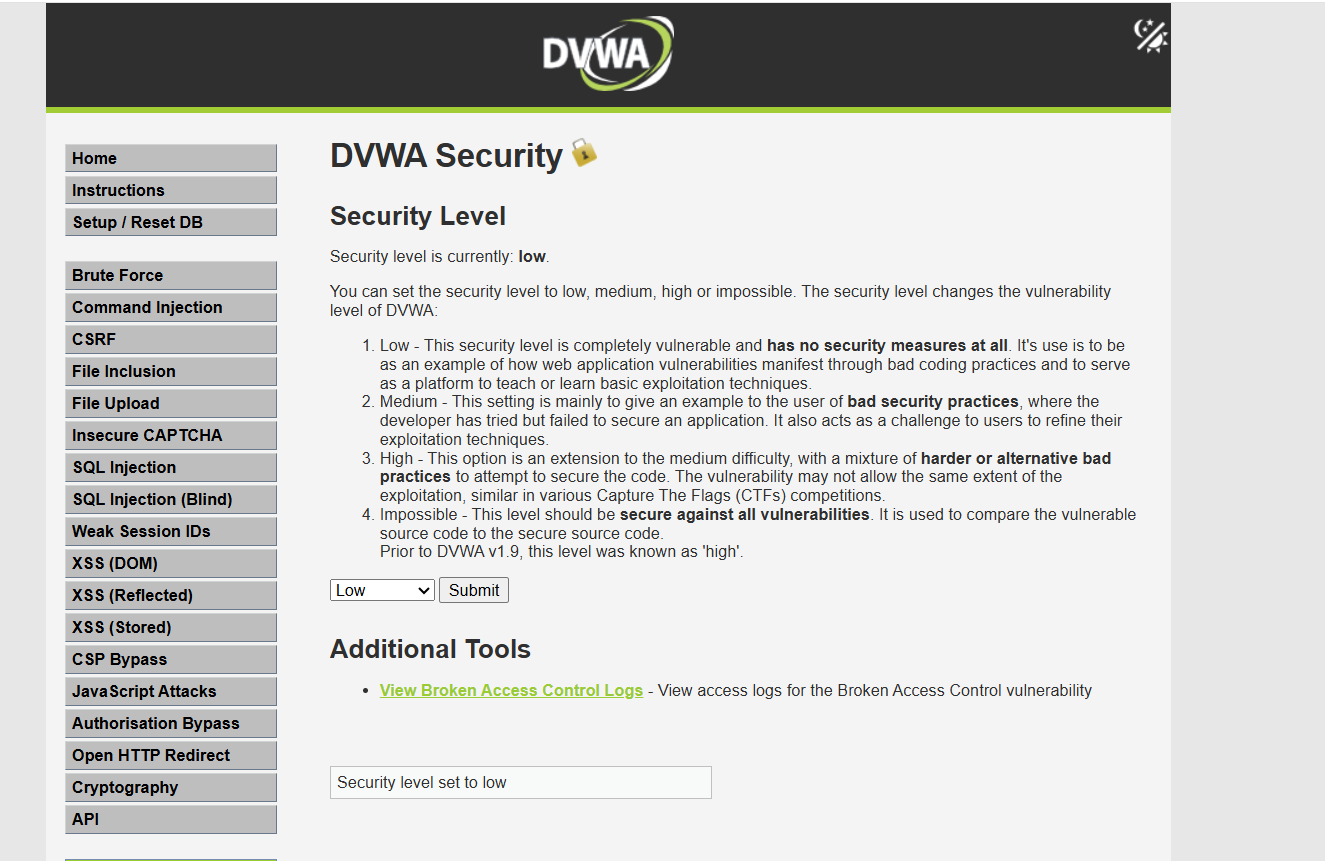 DVWA
Home
Instructions
Setup / Reset DB
Brute Force
Command Injection
CSRF
File Inclusion
File Upload
Insecure CAPTCHA
SQL Injection
SQL Injection (Blind)
Weak Session IDs
XSS (DOM)
XSS (Reflected)
XSS (Stored)
CSP Bypass
JavaScript Attacks
Authorisation Bypass
Open HTTP Redirect
Cryptography
API
DVWA Security
Security Level
Security level is currently: low.
You can set the security level to low, medium, high or impossible. The security level changes the vulnerability
level of DVWA:
1. Low - This security level is completely vulnerable and has no security measures at all. It's use is to be
as an example of how web application vulnerabilities manifest through bad coding practices and to serve
as a platform to teach or learn basic exploitation techniques.
2. Medium - This setting is mainly to give an example to the user of bad security practices, where the
developer has tried but failed to secure an application. It also acts as a challenge to users to refine their
exploitation techniques.
3. High - This option is an extension to the medium difficulty, with a mixture of harder or alternative bad
practices to attempt to secure the code. The vulnerability may not allow the same extent of the
exploitation, similar in various Capture The Flags (CTFs) competitions.
4. Impossible - This level should be secure against all vulnerabilities. It is used to compare the vulnerable
source code to the secure source code.
Prior to DVWA v1.9, this level was known as 'high'.
Low Submit
Additional Tools
• View Broken Access Control Logs - View access logs for the Broken Access Control vulnerability
Security level set to low